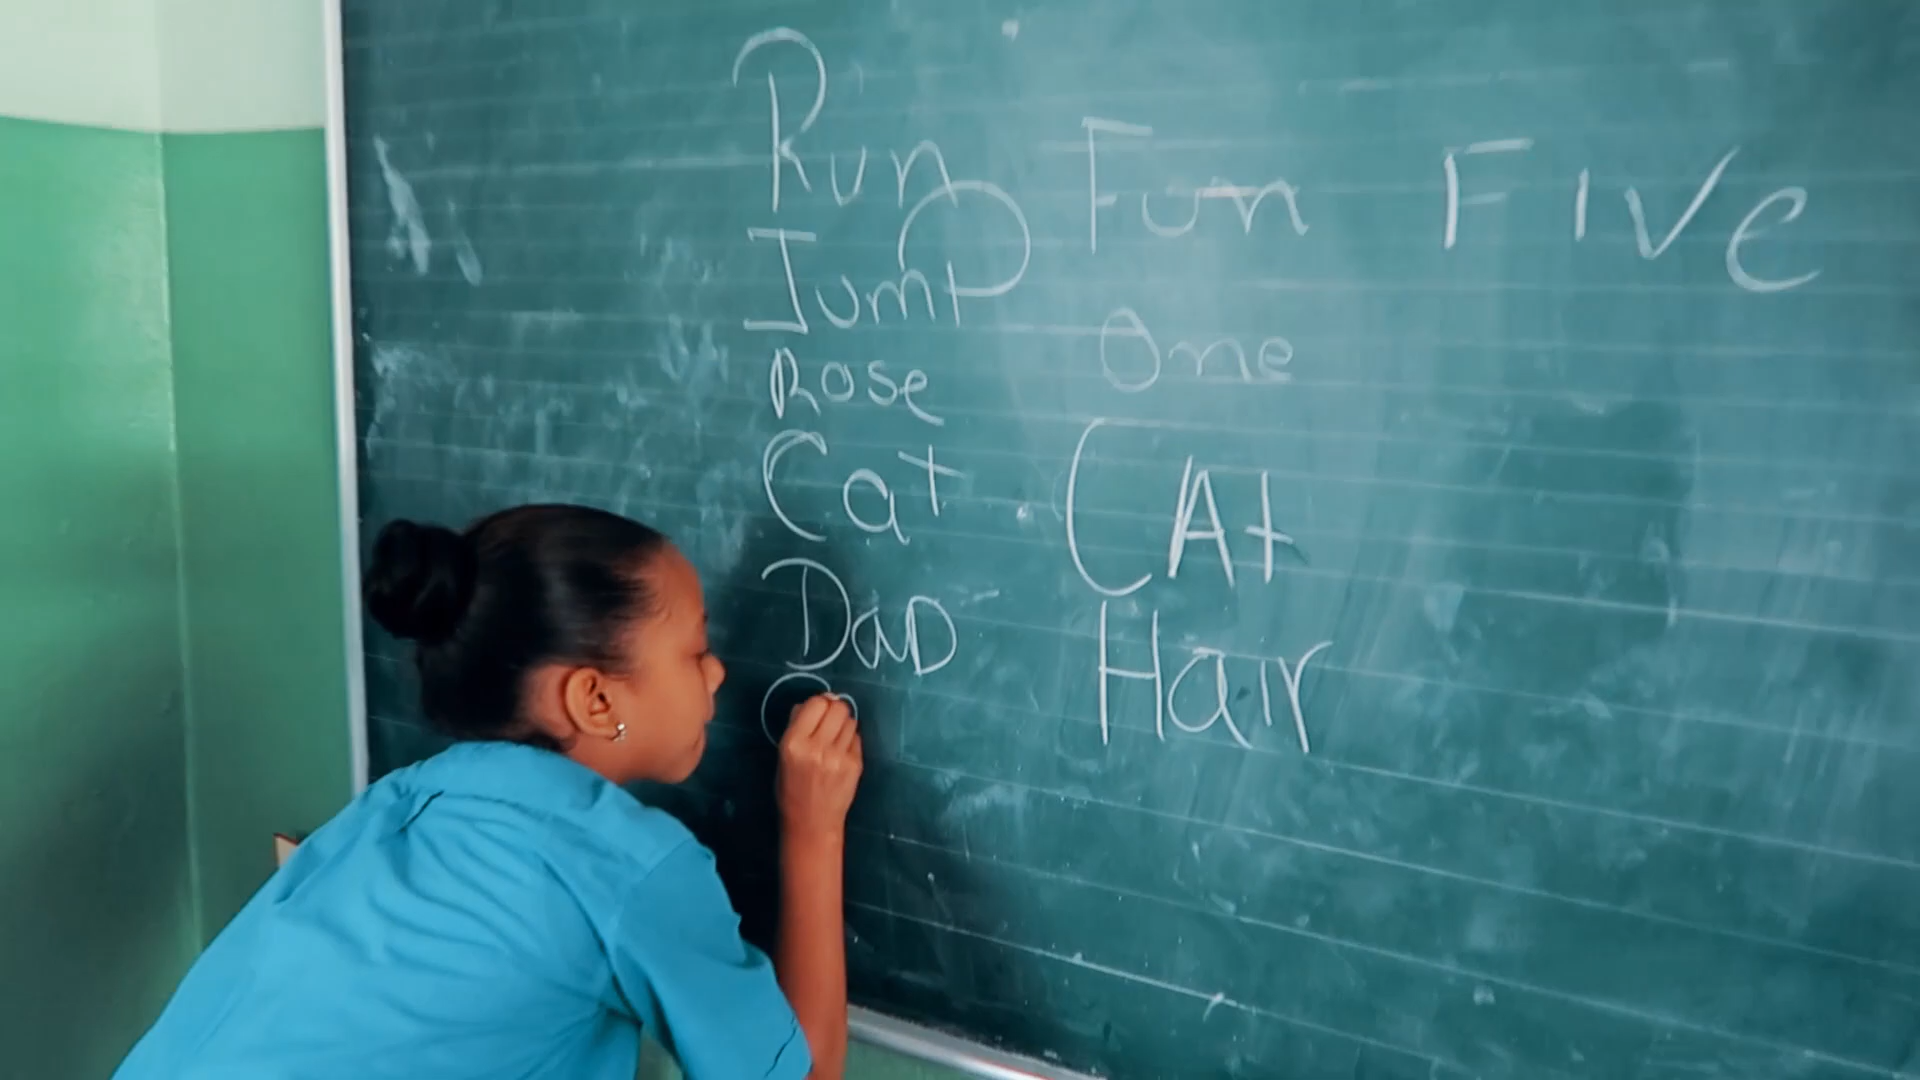 Run Fun FIVe
Jump One
Rose
Cat CAt
DaD Hair